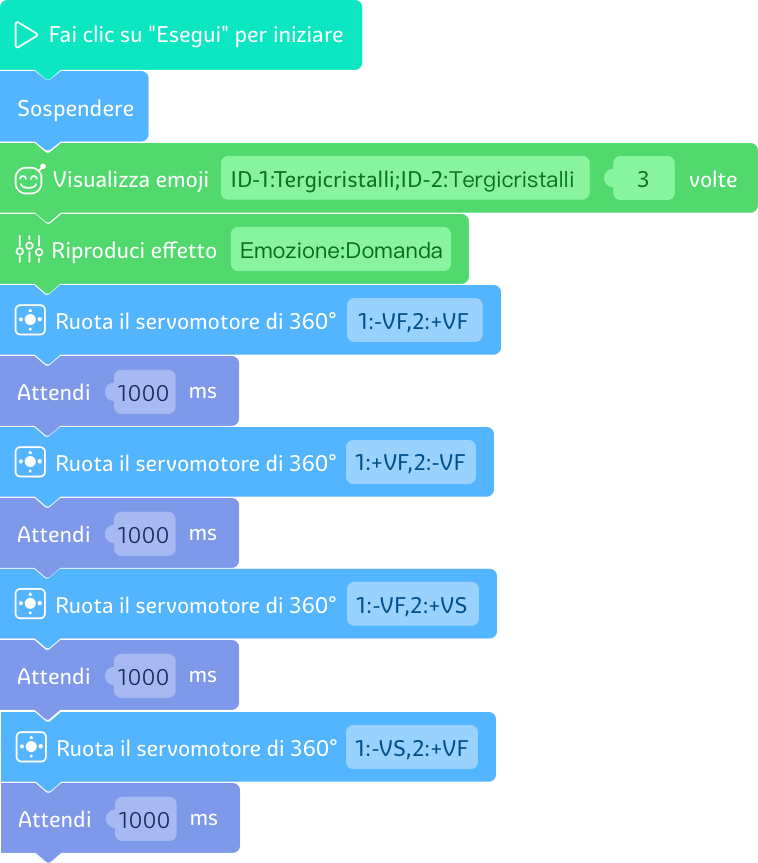 Fai clic su "Esegui" per iniziare
Sospendere
Visualizza emoji ID-1:Tergicristalli;ID-2:Tergicristalli 3 volte
Riproduci effetto Emozione:Domanda
Ruota il servomotore di 360° 1:-VF,2:+VF
Attendi 1000 ms
Ruota il servomotore di 360° 1:+VF,2:-VF
Attendi 1000 ms
Ruota il servomotore di 360° 1:-VF,2:+VS
Attendi 1000 ms
Ruota il servomotore di 360° 1:-VS,2:+VF
Attendi 1000 ms